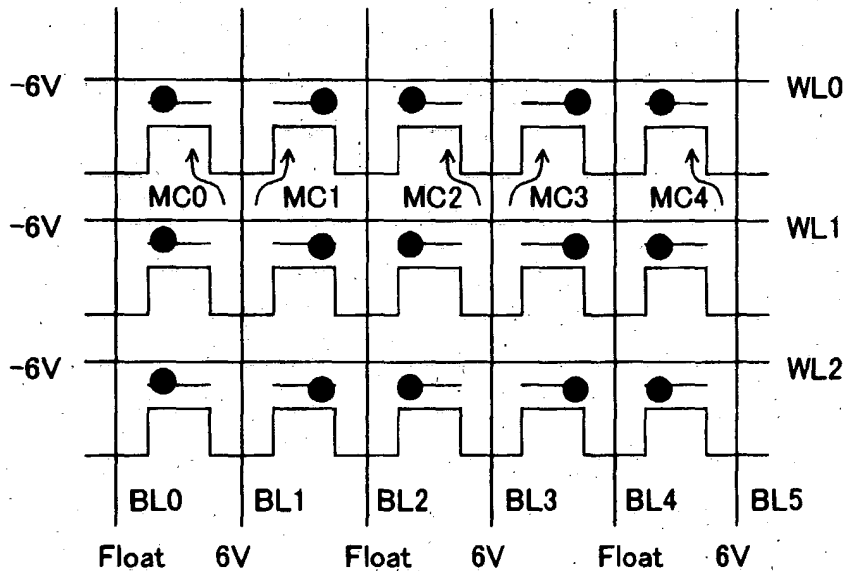 -6V WL0
MC0 MC1 MC2 MC3 MC4
-6V WL1
-6V WL2
BL0 BL1 BL2 BL3 BL4 BL5
Float 6V Float 6V Float 6V